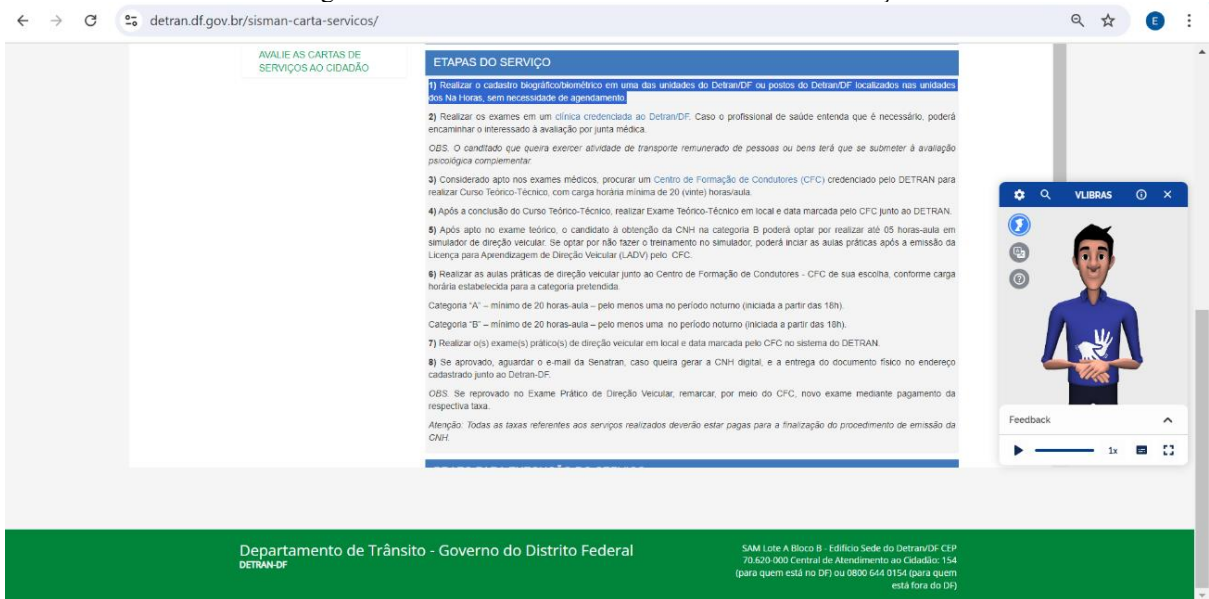 detran.df.gov.br/sisman-carta-servicos/
E
AVALIE AS CARTAS DE
SERVIÇOS AO CIDADÃO
ETAPAS DO SERVIÇO
1) Realizar o cadastro biográfico/biométrico em uma das unidades do Detran/DF ou postos do Detran/DF localizados nas unidades
dos Na Horas, sem necessidade de agendamento.
2) Realizar os exames em um clínica credenciada ao Detran/DF. Caso o profissional de saúde entenda que é necessário, poderá
encaminhar o interessado à avaliação por junta médica.
OBS. O canditado que queira exercer atividade de transporte remunerado de pessoas ou bens terá que se submeter à avaliação
psicológica complementar.
3) Considerado apto nos exames médicos, procurar um Centro de Formação de Condutores (CFC) credenciado pelo DETRAN para
realizar Curso Teórico-Técnico, com carga horária mínima de 20 (vinte) horas/aula.
4) Após a conclusão do Curso Teórico-Técnico, realizar Exame Teórico-Técnico em local e data marcada pelo CFC junto ao DETRAN.
5) Após apto no exame teórico, o candidato à obtenção da CNH na categoria B poderá optar por realizar até 05 horas-aula em
simulador de direção veicular. Se optar por não fazer o treinamento no simulador, poderá inciar as aulas práticas após a emissão da
Licença para Aprendizagem de Direção Veicular (LADV) pelo CFC.
6) Realizar as aulas práticas de direção veicular junto ao Centro de Formação de Condutores - CFC de sua escolha, conforme carga
horária estabelecida para a categoria pretendida.
Categoria "A" – mínimo de 20 horas-aula – pelo menos uma no período noturno (iniciada a partir das 18h).
Categoria "B" – mínimo de 20 horas-aula – pelo menos uma no período noturno (iniciada a partir das 18h).
7) Realizar o(s) exame(s) prático(s) de direção veicular em local e data marcada pelo CFC no sistema do DETRAN.
8) Se aprovado, aguardar o e-mail da Senatran, caso queira gerar a CNH digital, e a entrega do documento físico no endereço
cadastrado junto ao Detran-DF.
OBS. Se reprovado no Exame Prático de Direção Veicular, remarcar, por meio do CFC, novo exame mediante pagamento da
respectiva taxa.
Atenção: Todas as taxas referentes aos serviços realizados deverão estar pagas para a finalização do procedimento de emissão da
CNH.
VLIBRAS
Feedback
1x
Departamento de Trânsito - Governo do Distrito Federal
DETRAN-DF
SAM Lote A Bloco B - Edifício Sede do Detran/DF CEP
70.620-000 Central de Atendimento ao Cidadão: 154
(para quem está no DF) ou 0800 644 0154 (para quem
está fora do DF)